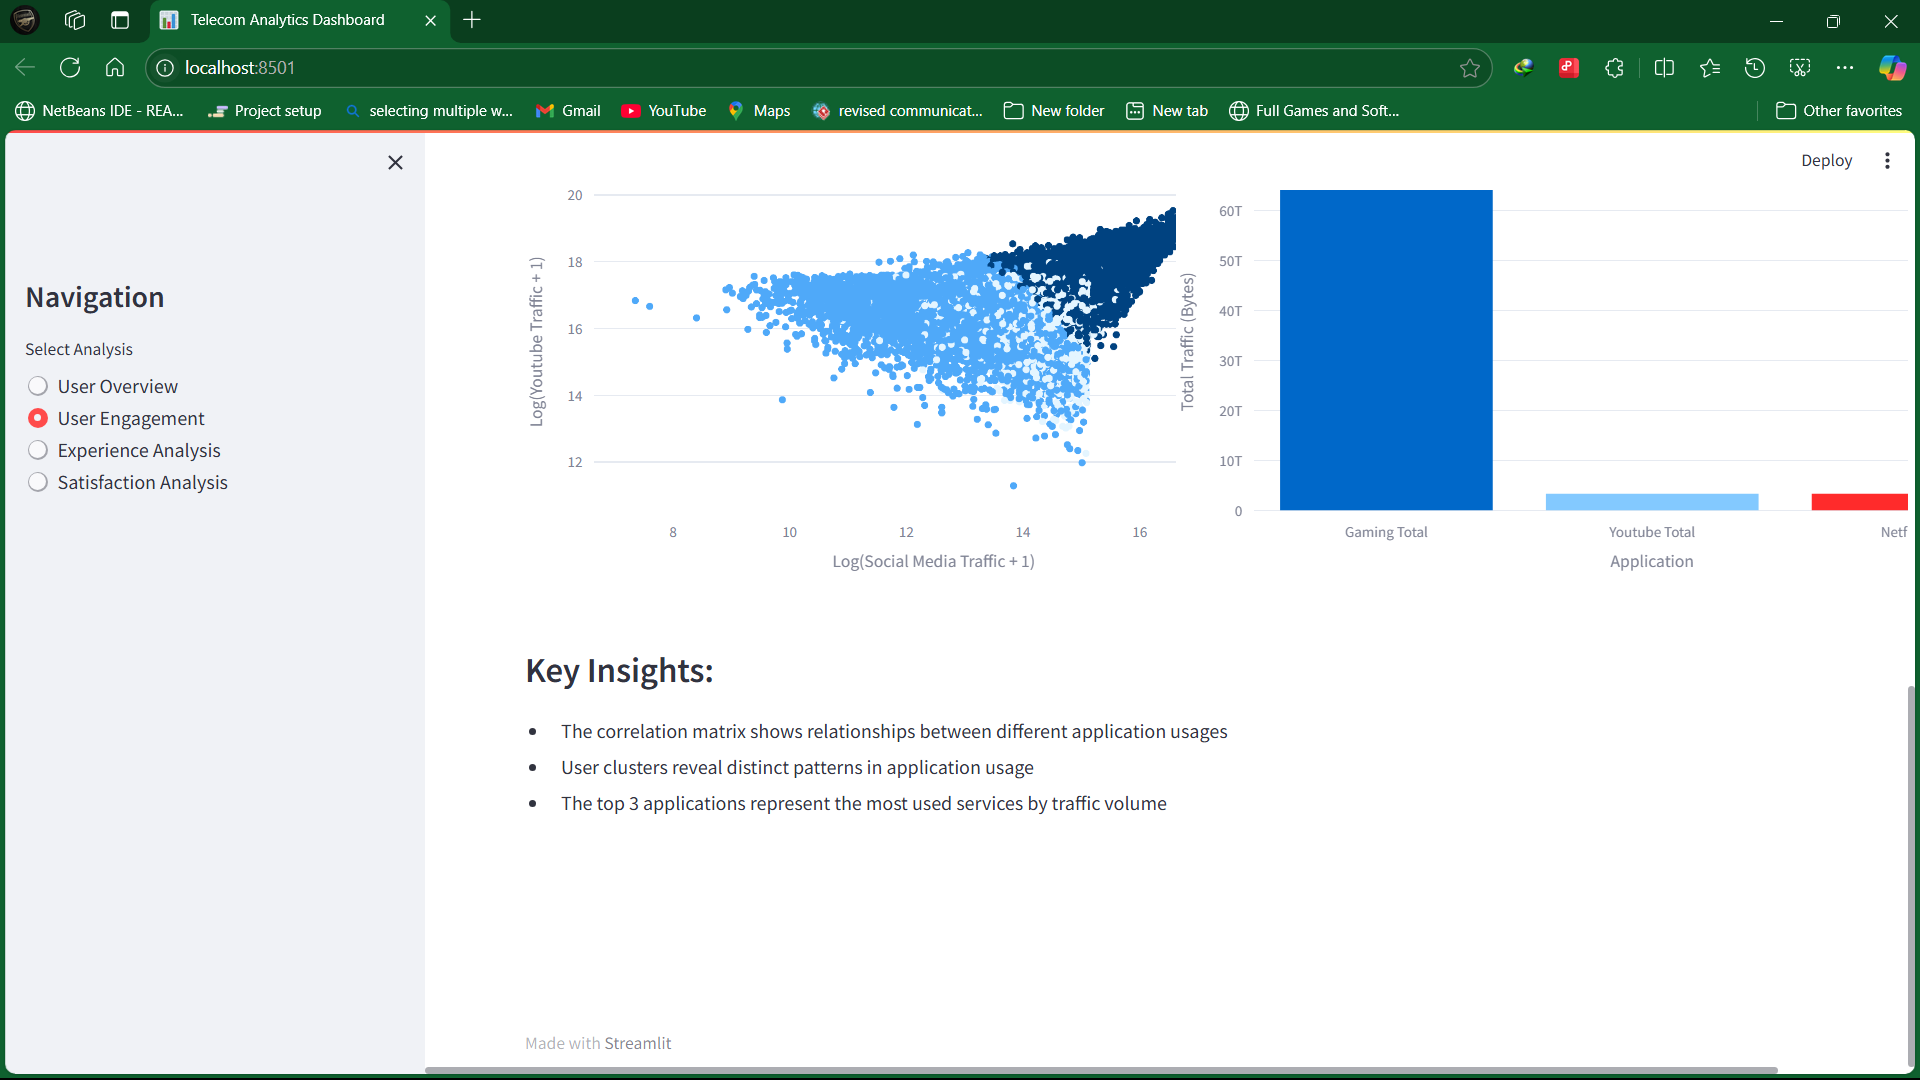 Telecom Analytics Dashboard
localhost:8501
NetBeans IDE - REA... Project setup selecting multiple w... Gmail YouTube Maps revised communicat... New folder New tab Full Games and Soft... Other favorites
Deploy
Navigation
Select Analysis
User Overview
User Engagement
Experience Analysis
Satisfaction Analysis
Log(Youtube Traffic + 1)
20
18
16
14
12
8 10 12 14 16
Log(Social Media Traffic + 1)
Total Traffic (Bytes)
60T
50T
40T
30T
20T
10T
0
Gaming Total Youtube Total Netf
Application
Key Insights:
The correlation matrix shows relationships between different application usages
User clusters reveal distinct patterns in application usage
The top 3 applications represent the most used services by traffic volume
Made with Streamlit